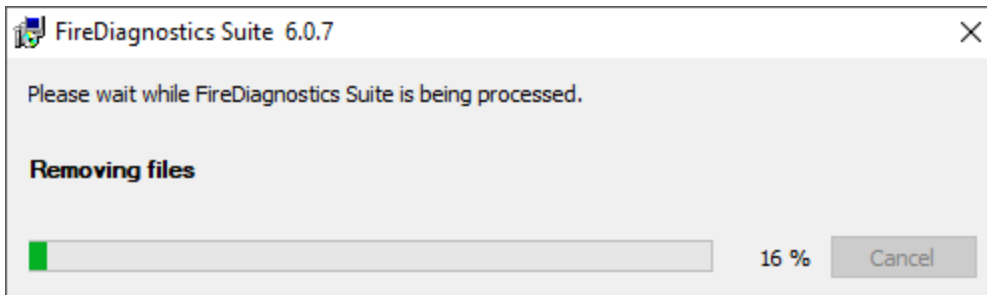 FireDiagnostics Suite 6.0.7
Please wait while FireDiagnostics Suite is being processed.
Removing files
16 % Cancel